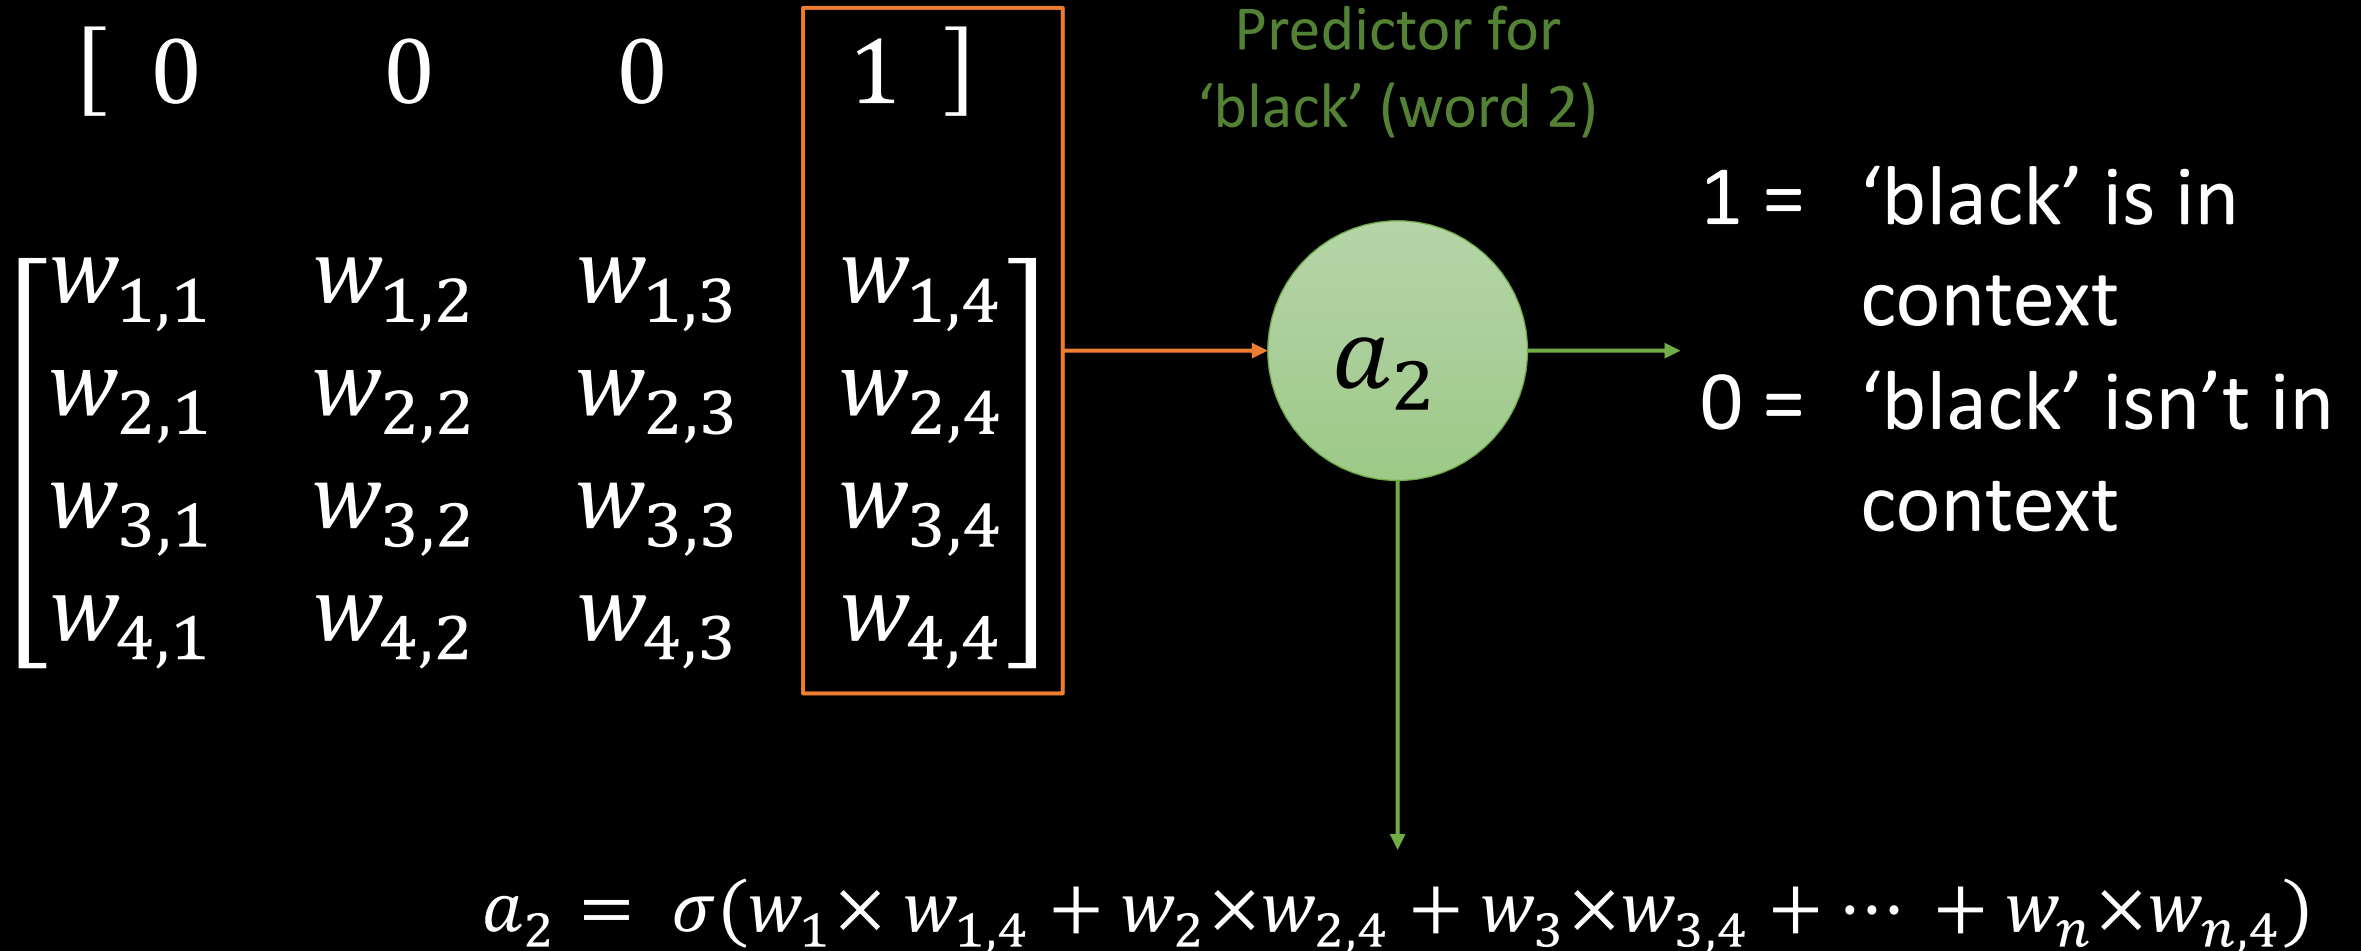 [ 0 0 0 1 ]
Predictor for
‘black’ (word 2)
1 = ‘black’ is in
context
0 = ‘black’ isn’t in
context
w₁,₁ w₁,₂ w₁,₃ w₁,₄
w₂,₁ w₂,₂ w₂,₃ w₂,₄
w₃,₁ w₃,₂ w₃,₃ w₃,₄
w₄,₁ w₄,₂ w₄,₃ w₄,₄
a₂
a₂ = σ(w₁× w₁,₄ + w₂×w₂,₄ + w₃×w₃,₄ + ⋯ + wₙ×wₙ,₄)